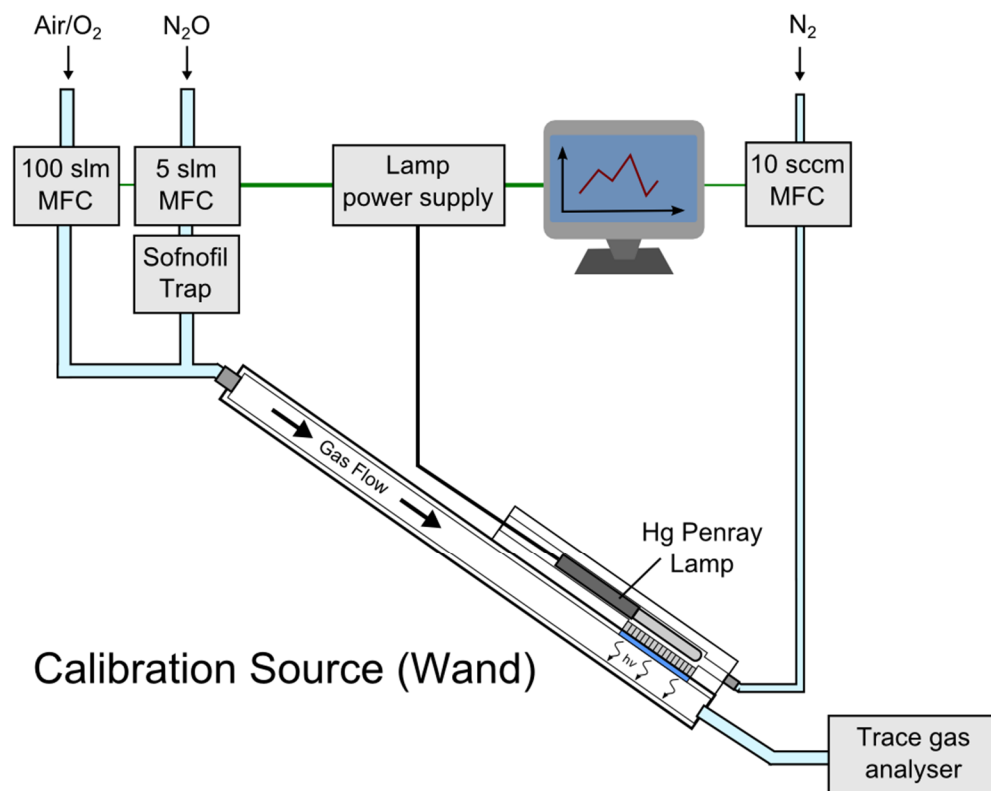 Air/O₂
N₂O
N₂
100 slm
MFC
5 slm
MFC
Lamp
power supply
10 sccm
MFC
Sofnofil
Trap
Gas Flow
Hg Penray
Lamp
hv
Calibration Source (Wand)
Trace gas
analyser